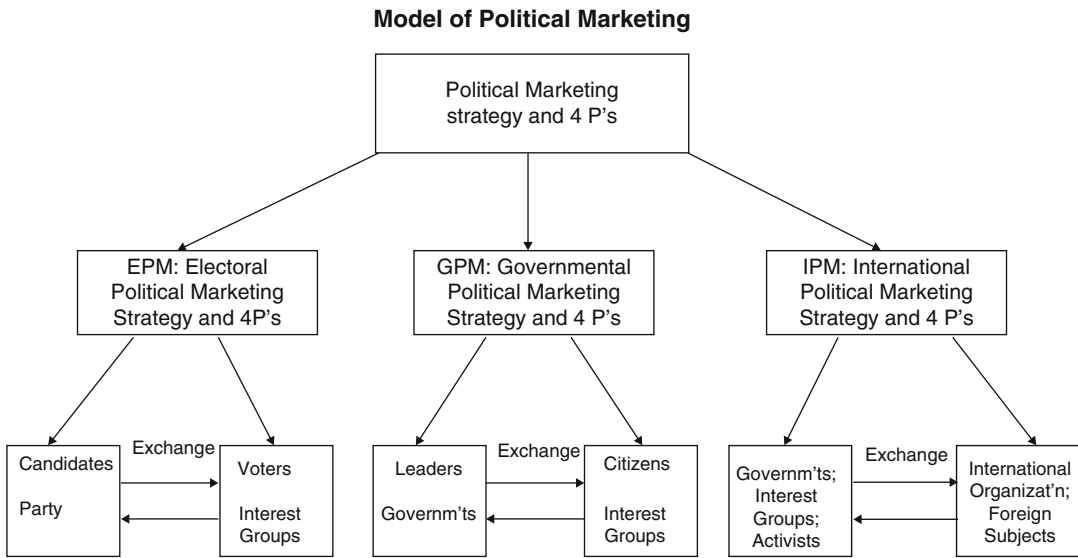 Model of Political Marketing
Political Marketing
strategy and 4 P's
EPM: Electoral
Political Marketing
Strategy and 4P's
GPM: Governmental
Political Marketing
Strategy and 4 P's
IPM: International
Political Marketing
Strategy and 4 P's
Candidates
Party
Exchange
Voters
Interest
Groups
Leaders
Governm'ts
Exchange
Citizens
Interest
Groups
Governm'ts;
Interest
Groups;
Activists
Exchange
International
Organizat'n;
Foreign
Subjects